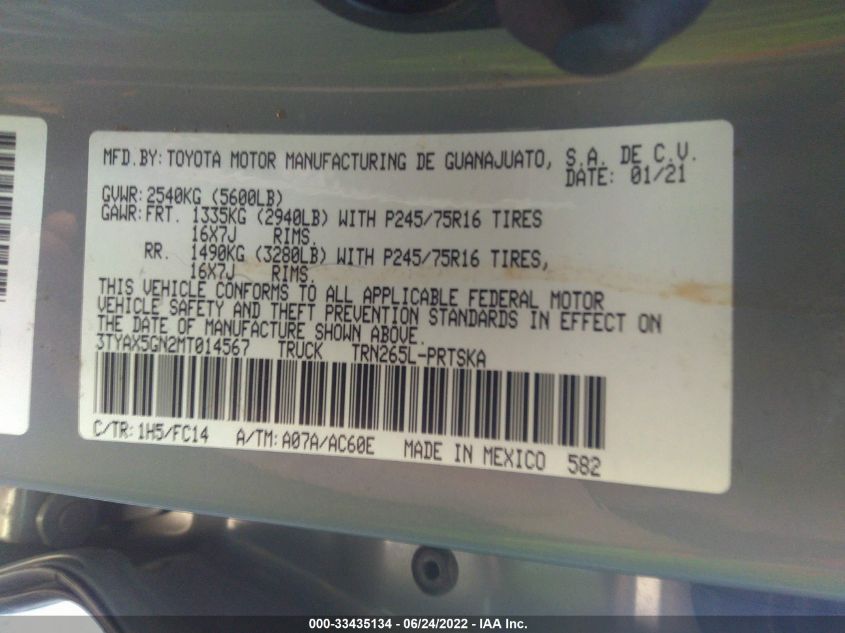 MFD.BY: TOYOTA MOTOR MANUFACTURING DE GUANAJUATO, S.A. DE C.V.
DATE: 01/21
GVWR: 2540KG (5600LB)
GAWR: FRT. 1335KG (2940LB) WITH P245/75R16 TIRES
16X7J RIMS.
RR. 1490KG (3280LB) WITH P245/75R16 TIRES,
16X7J RIMS.
THIS VEHICLE CONFORMS TO ALL APPLICABLE FEDERAL MOTOR
VEHICLE SAFETY AND THEFT PREVENTION STANDARDS IN EFFECT ON
THE DATE OF MANUFACTURE SHOWN ABOVE.
3TYAX5GN2MT014567 TRUCK TRN265L-PRTSKA
C/TR: 1H5/FC14 A/TM: A07A/AC60E MADE IN MEXICO 582
000-33435134 - 06/24/2022 - IAA Inc.